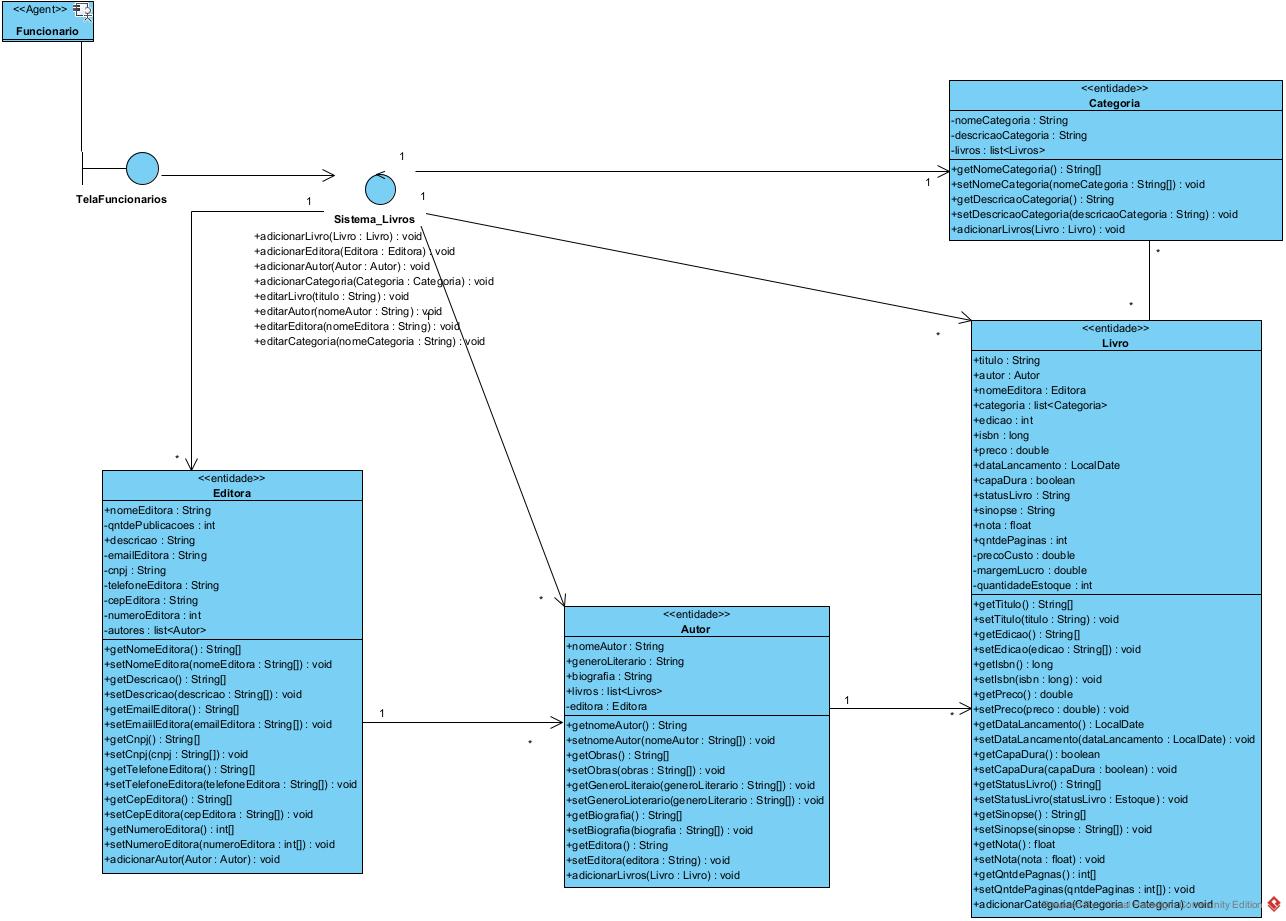 <<Agent>>
Funcionario
TelaFuncionarios
1
1
1
Sistema_Livros
+adicionarLivro(Livro : Livro) : void
+adicionarEditora(Editora : Editora) : void
+adicionarAutor(Autor : Autor) : void
+adicionarCategoria(Categoria : Categoria) : void
+editarLivro(titulo : String) : void
+editarAutor(nomeAutor : String) : void
+editarEditora(nomeEditora : String) : void
+editarCategoria(nomeCategoria : String) : void
1
<<entidade>>
Categoria
-nomeCategoria : String
-descricaoCategoria : String
-livros : list<Livros>
+getNomeCategoria() : String[]
+setNomeCategoria(nomeCategoria : String[]) : void
+getDescricaoCategoria() : String
+setDescricaoCategoria(descricaoCategoria : String) : void
+adicionarLivros(Livro : Livro) : void
*
*
*
<<entidade>>
Livro
+titulo : String
+autor : Autor
+nomeEditora : Editora
+categoria : list<Categoria>
+edicao : int
+isbn : long
+preco : double
+dataLancamento : LocalDate
+capaDura : boolean
+statusLivro : String
+sinopse : String
+nota : float
+qntdePaginas : int
-precoCusto : double
-margemLucro : double
-quantidadeEstoque : int
+getTitulo() : String[]
+setTitulo(titulo : String) : void
+getEdicao() : String[]
+setEdicao(edicao : String[]) : void
+getIsbn() : long
+setIsbn(isbn : long) : void
+getPreco() : double
+setPreco(preco : double) : void
+getDataLancamento() : LocalDate
+setDataLancamento(dataLancamento : LocalDate) : void
+getCapaDura() : boolean
+setCapaDura(capaDura : boolean) : void
+getStatusLivro() : String[]
+setStatusLivro(statusLivro : Estoque) : void
+getSinopse() : String[]
+setSinopse(sinopse : String[]) : void
+getNota() : float
+setNota(nota : float) : void
+getQntdePagnas() : int[]
+setQntdePaginas(qntdePaginas : int[]) : void
+adicionarCategoria(Categoria : Categoria) : void
*
<<entidade>>
Editora
+nomeEditora : String
-qntdePublicacoes : int
+descricao : String
-emailEditora : String
-cnpj : String
-telefoneEditora : String
-cepEditora : String
-numeroEditora : int
-autores : list<Autor>
+getNomeEditora() : String[]
+setNomeEditora(nomeEditora : String[]) : void
+getDescricao() : String[]
+setDescricao(descricao : String[]) : void
+getEmailEditora() : String[]
+setEmaiilEditora(emailEditora : String[]) : void
+getCnpj() : String[]
+setCnpj(cnpj : String[]) : void
+getTelefoneEditora() : String[]
+setTelefoneEditora(telefoneEditora : String[]) : void
+getCepEditora() : String[]
+setCepEditora(cepEditora : String[]) : void
+getNumeroEditora() : int[]
+setNumeroEditora(numeroEditora : int[]) : void
+adicionarAutor(Autor : Autor) : void
1
*
*
<<entidade>>
Autor
+nomeAutor : String
+generoLiterario : String
+biografia : String
+livros : list<Livros>
-editora : Editora
+getnomeAutor() : String
+setnomeAutor(nomeAutor : String[]) : void
+getObras() : String[]
+setObras(obras : String[]) : void
+getGeneroLiteraio(generoLiterario : String[]) : void
+setGeneroLioterario(generoLiterario : String[]) : void
+getBiografia() : String[]
+setBiografia(biografia : String[]) : void
+getEditora() : String
+setEditora(editora : String) : void
+adicionarLivros(Livro : Livro) : void
1
*